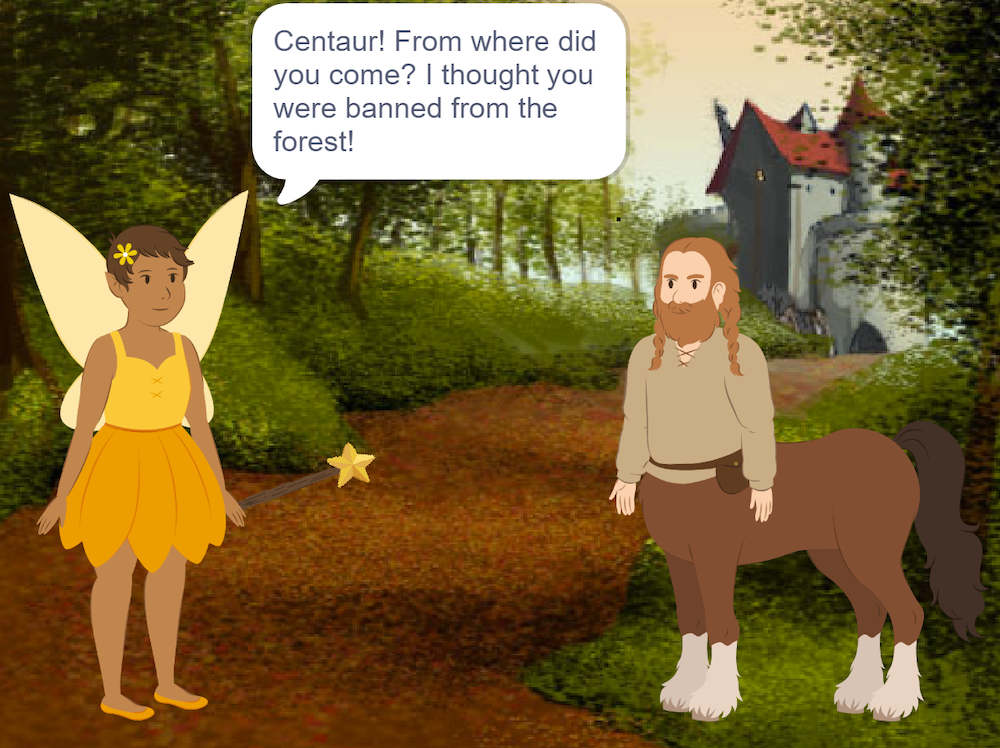 Centaur! From where did
you come? I thought you
were banned from the
forest!